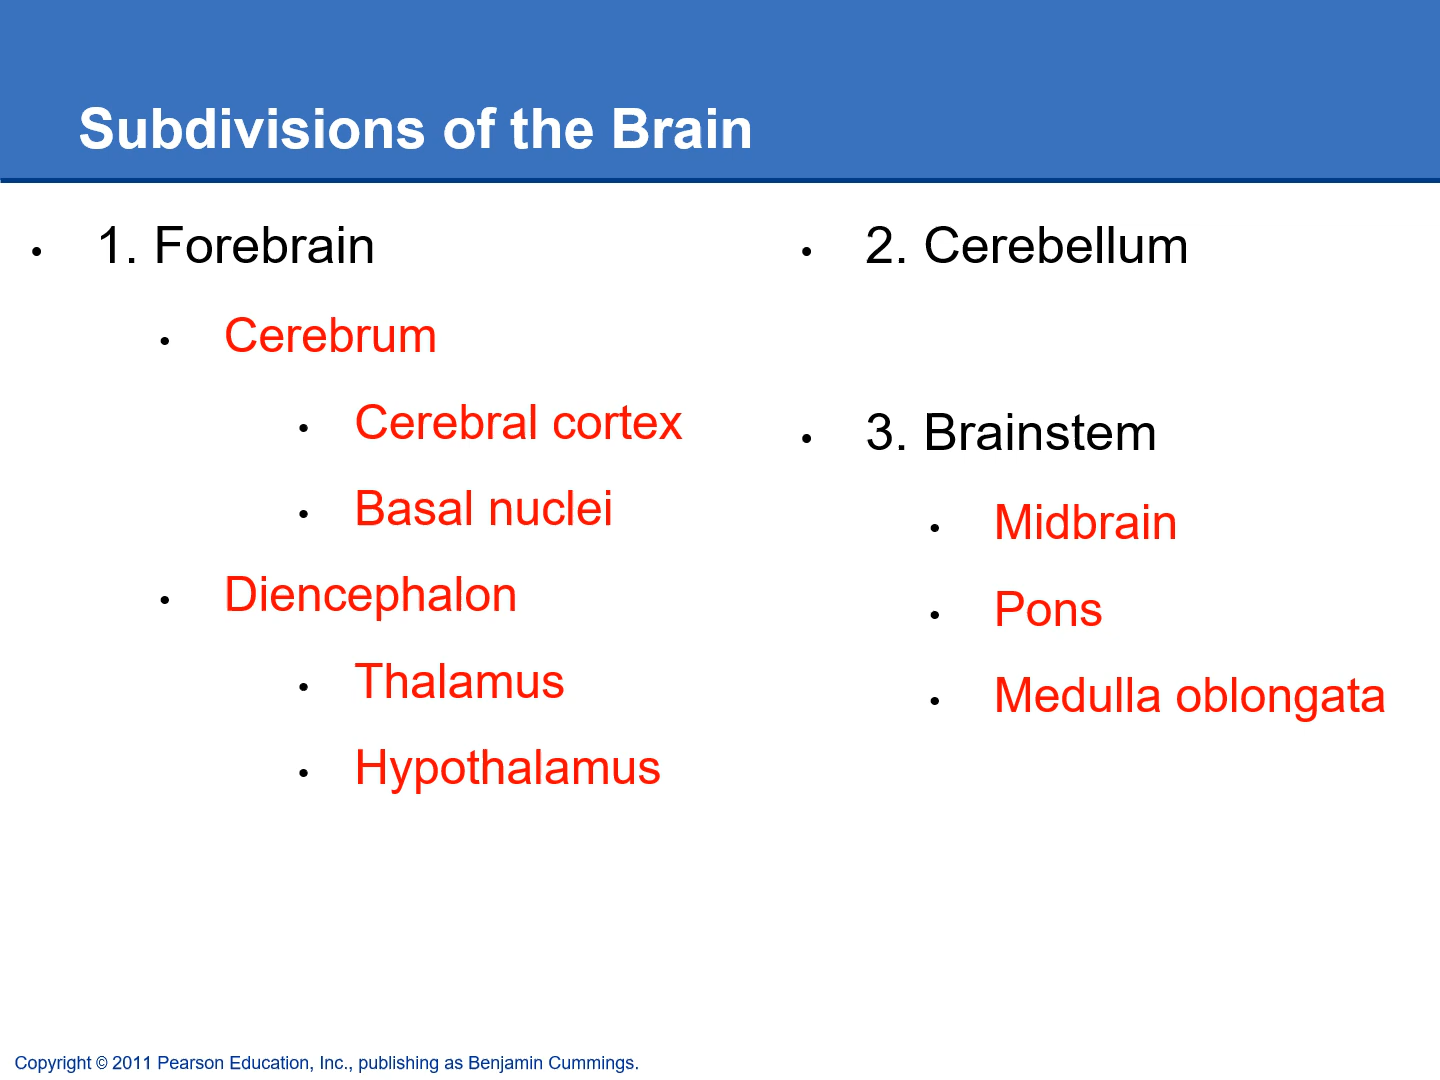 Subdivisions of the Brain
• 1. Forebrain
• Cerebrum
• Cerebral cortex
• Basal nuclei
• Diencephalon
• Thalamus
• Hypothalamus
• 2. Cerebellum
• 3. Brainstem
• Midbrain
• Pons
• Medulla oblongata
Copyright © 2011 Pearson Education, Inc., publishing as Benjamin Cummings.